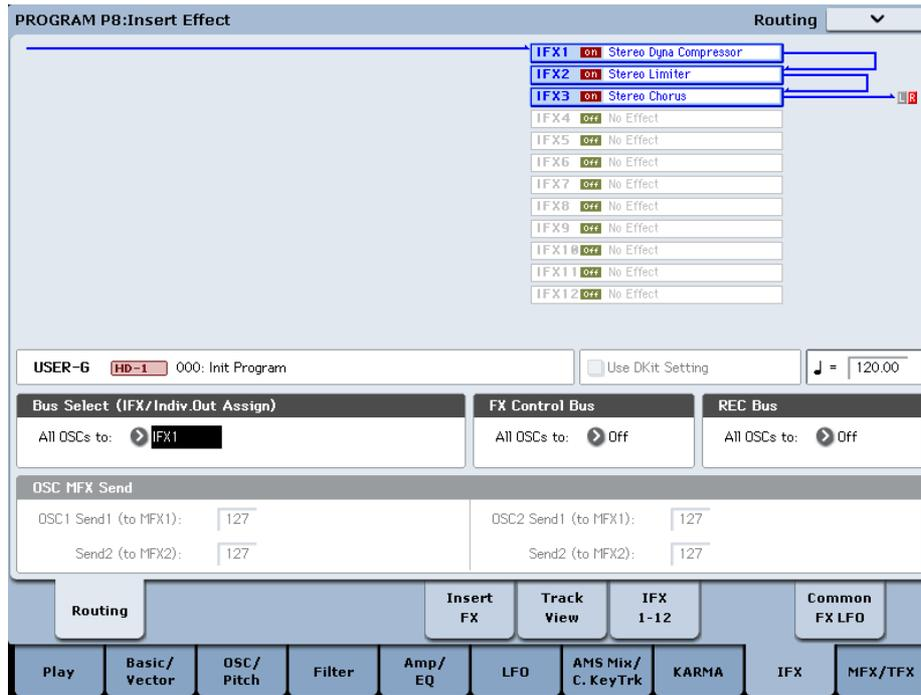 PROGRAM P8:Insert Effect Routing
IFX1 On Stereo Dyna Compressor
IFX2 On Stereo Limiter
IFX3 On Stereo Chorus
L R
IFX4 Off No Effect
IFX5 Off No Effect
IFX6 Off No Effect
IFX7 Off No Effect
IFX8 Off No Effect
IFX9 Off No Effect
IFX10 Off No Effect
IFX11 Off No Effect
IFX12 Off No Effect
USER-G HD-1 000: Init Program Use DKit Setting ♩ = 120.00
Bus Select (IFX/Indiv.Out Assign) FX Control Bus REC Bus
All OSCs to: IFX1 All OSCs to: Off All OSCs to: Off
OSC MFX Send
OSC1 Send1 (to MFX1): 127 OSC2 Send1 (to MFX1): 127
Send2 (to MFX2): 127 Send2 (to MFX2): 127
Routing Insert FX Track View IFX 1-12 Common FX LFO
Play Basic/Vector OSC/Pitch Filter Amp/EQ LFO AMS Mix/C. KeyTrk KARMA IFX MFX/TFX